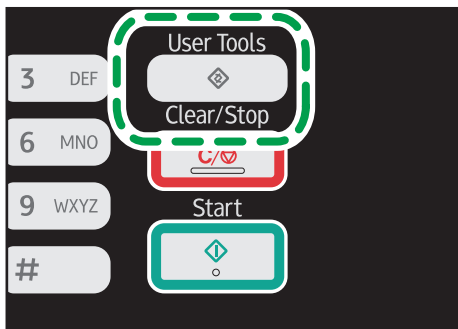 User Tools
3 DEF
Clear/Stop
6 MNO
C/
9 WXYZ
Start
#